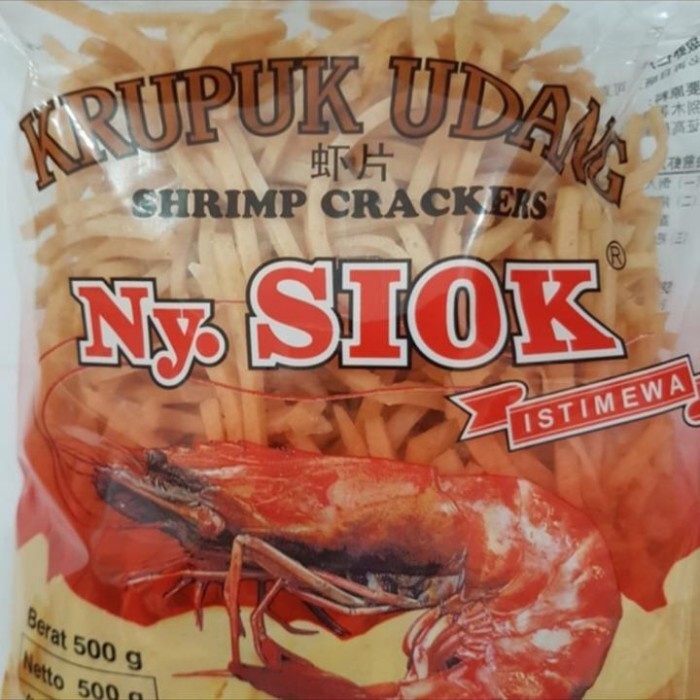 KRUPUK UDANG
虾片
SHRIMP CRACKERS
Ny. SIOK ®
ISTIMEWA
Berat 500 g
Netto 500 g